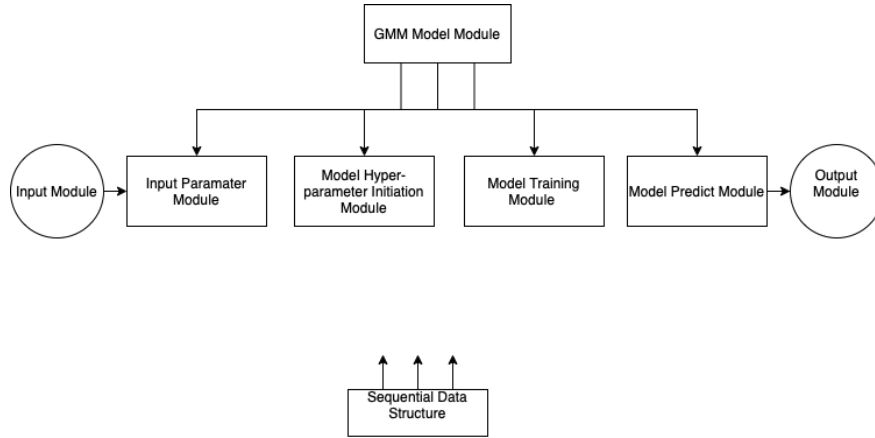 GMM Model Module
Input Module
Input Paramater
Module
Model Hyper-
parameter Initiation
Module
Model Training
Module
Model Predict Module
Output
Module
Sequential Data
Structure